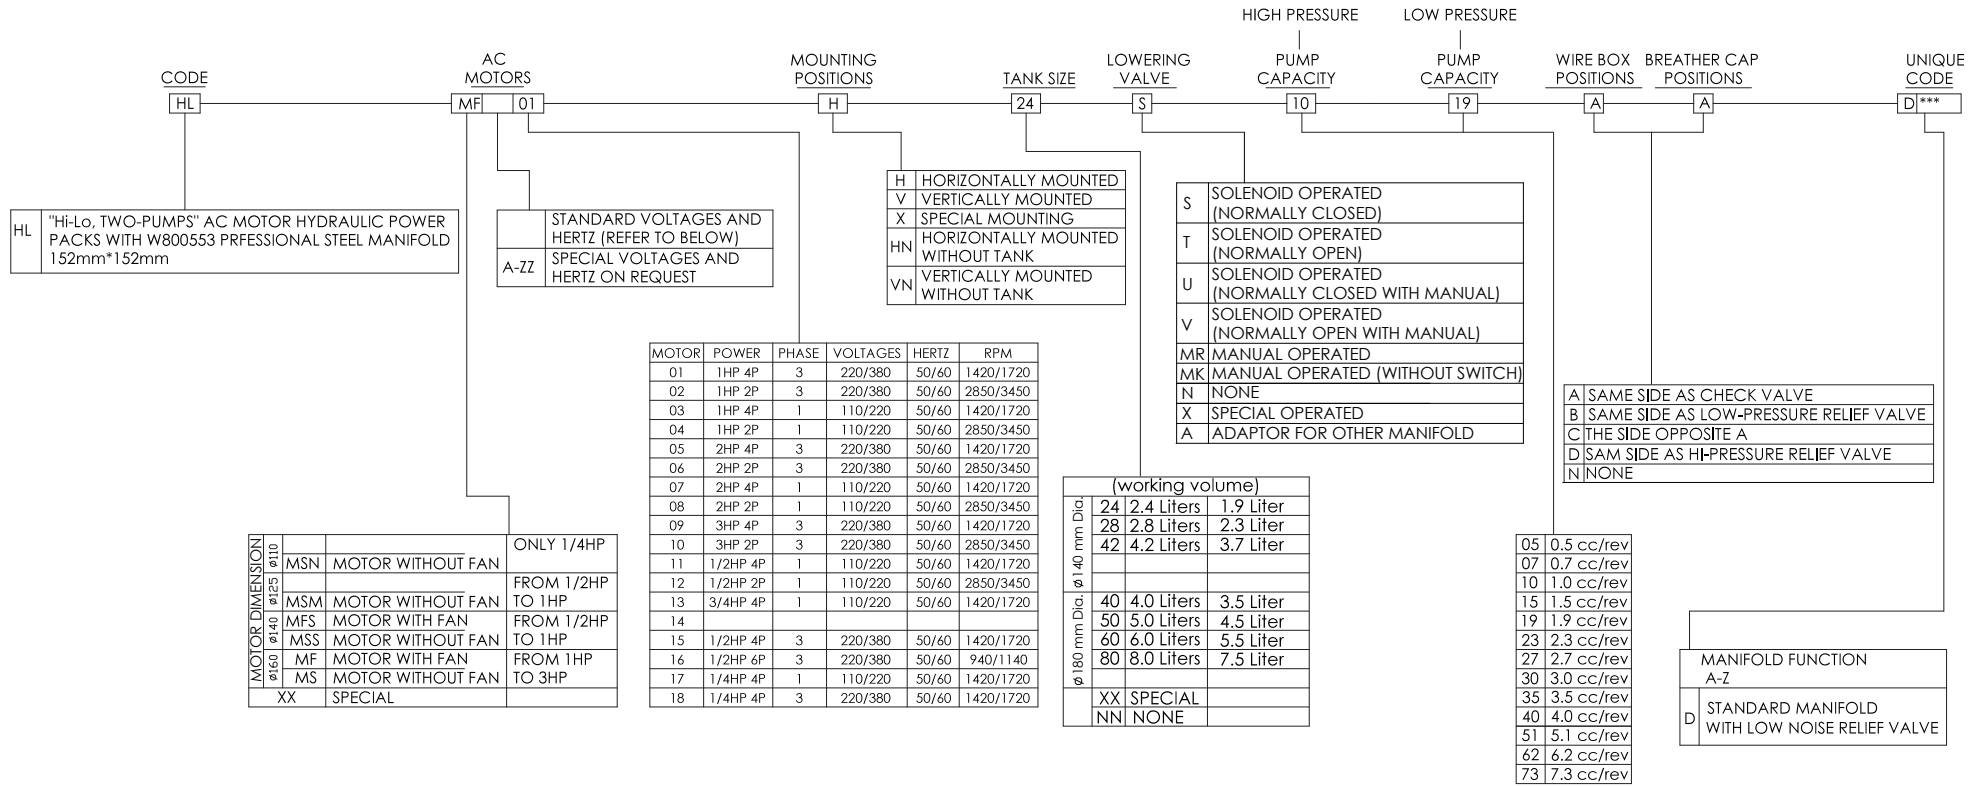 HIGH PRESSURE
LOW PRESSURE
CODE
AC
MOTORS
MOUNTING
POSITIONS
TANK SIZE
LOWERING
VALVE
PUMP
CAPACITY
PUMP
CAPACITY
WIRE BOX
POSITIONS
BREATHER CAP
POSITIONS
UNIQUE
CODE
HL
MF 01
H
24
S
10
19
A
A
D ***
HL "Hi-Lo, TWO-PUMPS" AC MOTOR HYDRAULIC POWER
PACKS WITH W800553 PRFESSIONAL STEEL MANIFOLD
152mm*152mm
STANDARD VOLTAGES AND
HERTZ (REFER TO BELOW)
A-ZZ SPECIAL VOLTAGES AND
HERTZ ON REQUEST
H HORIZONTALLY MOUNTED
V VERTICALLY MOUNTED
X SPECIAL MOUNTING
HN HORIZONTALLY MOUNTED
WITHOUT TANK
VN VERTICALLY MOUNTED
WITHOUT TANK
S SOLENOID OPERATED
(NORMALLY CLOSED)
T SOLENOID OPERATED
(NORMALLY OPEN)
U SOLENOID OPERATED
(NORMALLY CLOSED WITH MANUAL)
V SOLENOID OPERATED
(NORMALLY OPEN WITH MANUAL)
MR MANUAL OPERATED
MK MANUAL OPERATED (WITHOUT SWITCH)
N NONE
X SPECIAL OPERATED
A ADAPTOR FOR OTHER MANIFOLD
MOTOR POWER PHASE VOLTAGES HERTZ RPM
01 1HP 4P 3 220/380 50/60 1420/1720
02 1HP 2P 3 220/380 50/60 2850/3450
03 1HP 4P 1 110/220 50/60 1420/1720
04 1HP 2P 1 110/220 50/60 2850/3450
05 2HP 4P 3 220/380 50/60 1420/1720
06 2HP 2P 3 220/380 50/60 2850/3450
07 2HP 4P 1 110/220 50/60 1420/1720
08 2HP 2P 1 110/220 50/60 2850/3450
09 3HP 4P 3 220/380 50/60 1420/1720
10 3HP 2P 3 220/380 50/60 2850/3450
11 1/2HP 4P 1 110/220 50/60 1420/1720
12 1/2HP 2P 1 110/220 50/60 2850/3450
13 3/4HP 4P 1 110/220 50/60 1420/1720
14
15 1/2HP 4P 3 220/380 50/60 1420/1720
16 1/2HP 6P 3 220/380 50/60 940/1140
17 1/4HP 4P 1 110/220 50/60 1420/1720
18 1/4HP 4P 3 220/380 50/60 1420/1720
A SAME SIDE AS CHECK VALVE
B SAME SIDE AS LOW-PRESSURE RELIEF VALVE
C THE SIDE OPPOSITE A
D SAM SIDE AS HI-PRESSURE RELIEF VALVE
N NONE
MOTOR DIMENSION
ø110
ONLY 1/4HP
MSN MOTOR WITHOUT FAN
ø125
FROM 1/2HP
MSM MOTOR WITHOUT FAN TO 1HP
ø140
MFS MOTOR WITH FAN FROM 1/2HP
MSS MOTOR WITHOUT FAN TO 1HP
ø160
MF MOTOR WITH FAN FROM 1HP
MS MOTOR WITHOUT FAN TO 3HP
XX SPECIAL
(working volume)
ø140 mm Dia.
24 2.4 Liters 1.9 Liter
28 2.8 Liters 2.3 Liter
42 4.2 Liters 3.7 Liter
ø180 mm Dia.
40 4.0 Liters 3.5 Liter
50 5.0 Liters 4.5 Liter
60 6.0 Liters 5.5 Liter
80 8.0 Liters 7.5 Liter
XX SPECIAL
NN NONE
05 0.5 cc/rev
07 0.7 cc/rev
10 1.0 cc/rev
15 1.5 cc/rev
19 1.9 cc/rev
23 2.3 cc/rev
27 2.7 cc/rev
30 3.0 cc/rev
35 3.5 cc/rev
40 4.0 cc/rev
51 5.1 cc/rev
62 6.2 cc/rev
73 7.3 cc/rev
MANIFOLD FUNCTION
A-Z
D STANDARD MANIFOLD
WITH LOW NOISE RELIEF VALVE